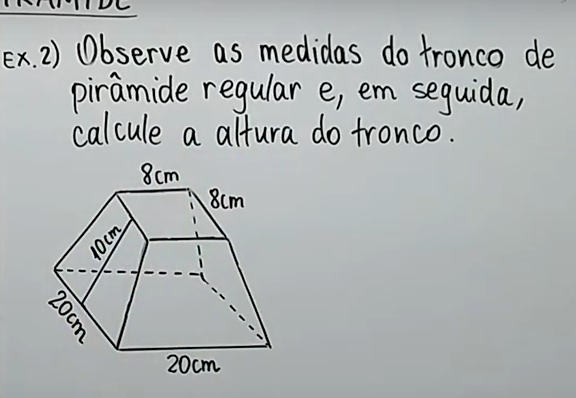 EX.2) Observe as medidas do tronco de
pirâmide regular e, em seguida,
calcule a altura do tronco.
8cm
8cm
10cm
20cm
20cm